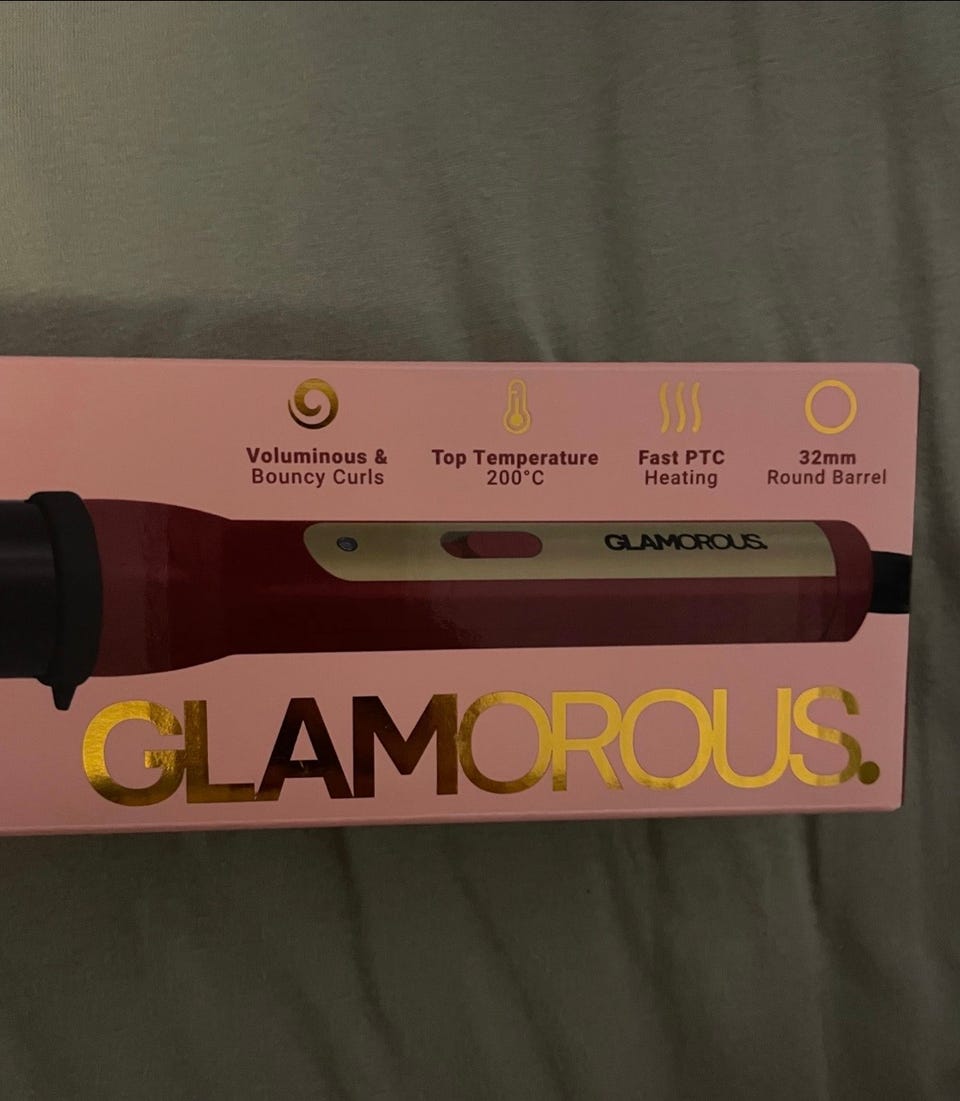 Voluminous &
Bouncy Curls
Top Temperature
200°C
Fast PTC
Heating
32mm
Round Barrel
GLAMOROUS.
GLAMOROUS.